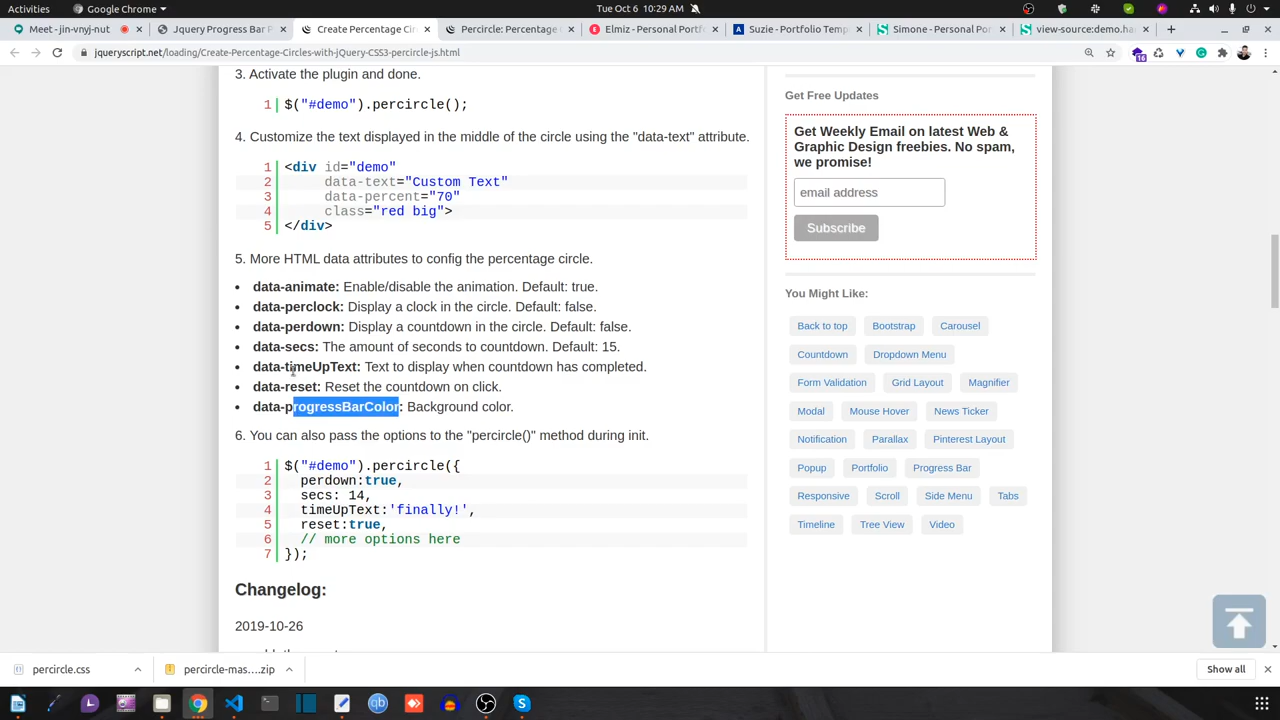 Activities
Google Chrome
Tue Oct 6 10:29 AM
Meet - jin-vnyj-nut
Jquery Progress Bar P
Create Percentage Cir
Percircle: Percentage
Elmiz - Personal Portf
Suzie - Portfolio Temp
Simone - Personal Por
view-source:demo.ha
jqueryscript.net/loading/Create-Percentage-Circles-with-jQuery-CSS3-percircle-js.html
16
3. Activate the plugin and done.
1 $("#demo").percircle();
4. Customize the text displayed in the middle of the circle using the "data-text" attribute.
1 <div id="demo"
2 data-text="Custom Text"
3 data-percent="70"
4 class="red big">
5 </div>
5. More HTML data attributes to config the percentage circle.
• data-animate: Enable/disable the animation. Default: true.
• data-perclock: Display a clock in the circle. Default: false.
• data-perdown: Display a countdown in the circle. Default: false.
• data-secs: The amount of seconds to countdown. Default: 15.
• data-timeUpText: Text to display when countdown has completed.
• data-reset: Reset the countdown on click.
• data-progressBarColor: Background color.
6. You can also pass the options to the "percircle()" method during init.
1 $("#demo").percircle({
2 perdown:true,
3 secs: 14,
4 timeUpText:'finally!',
5 reset:true,
6 // more options here
7 });
Changelog:
2019-10-26
Get Free Updates
Get Weekly Email on latest Web &
Graphic Design freebies. No spam,
we promise!
email address
Subscribe
You Might Like:
Back to top Bootstrap Carousel
Countdown Dropdown Menu
Form Validation Grid Layout Magnifier
Modal Mouse Hover News Ticker
Notification Parallax Pinterest Layout
Popup Portfolio Progress Bar
Responsive Scroll Side Menu Tabs
Timeline Tree View Video
percircle.css
percircle-mas....zip
Show all